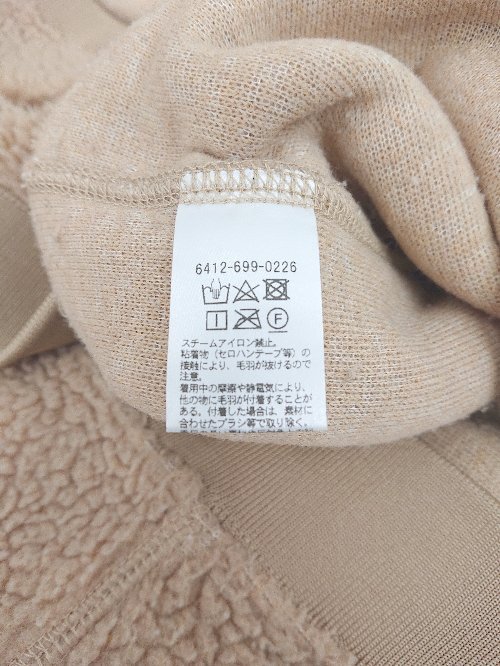 6412-699-0226
F
スチームアイロン禁止。
粘着物（セロハンテープ等）の
接触により、毛羽が抜けるので
注意。
着用中の摩擦や静電気により、
他の物に毛羽が付着することが
ある。付着した場合は、素材に
合わせたブラシ等で取り除く。